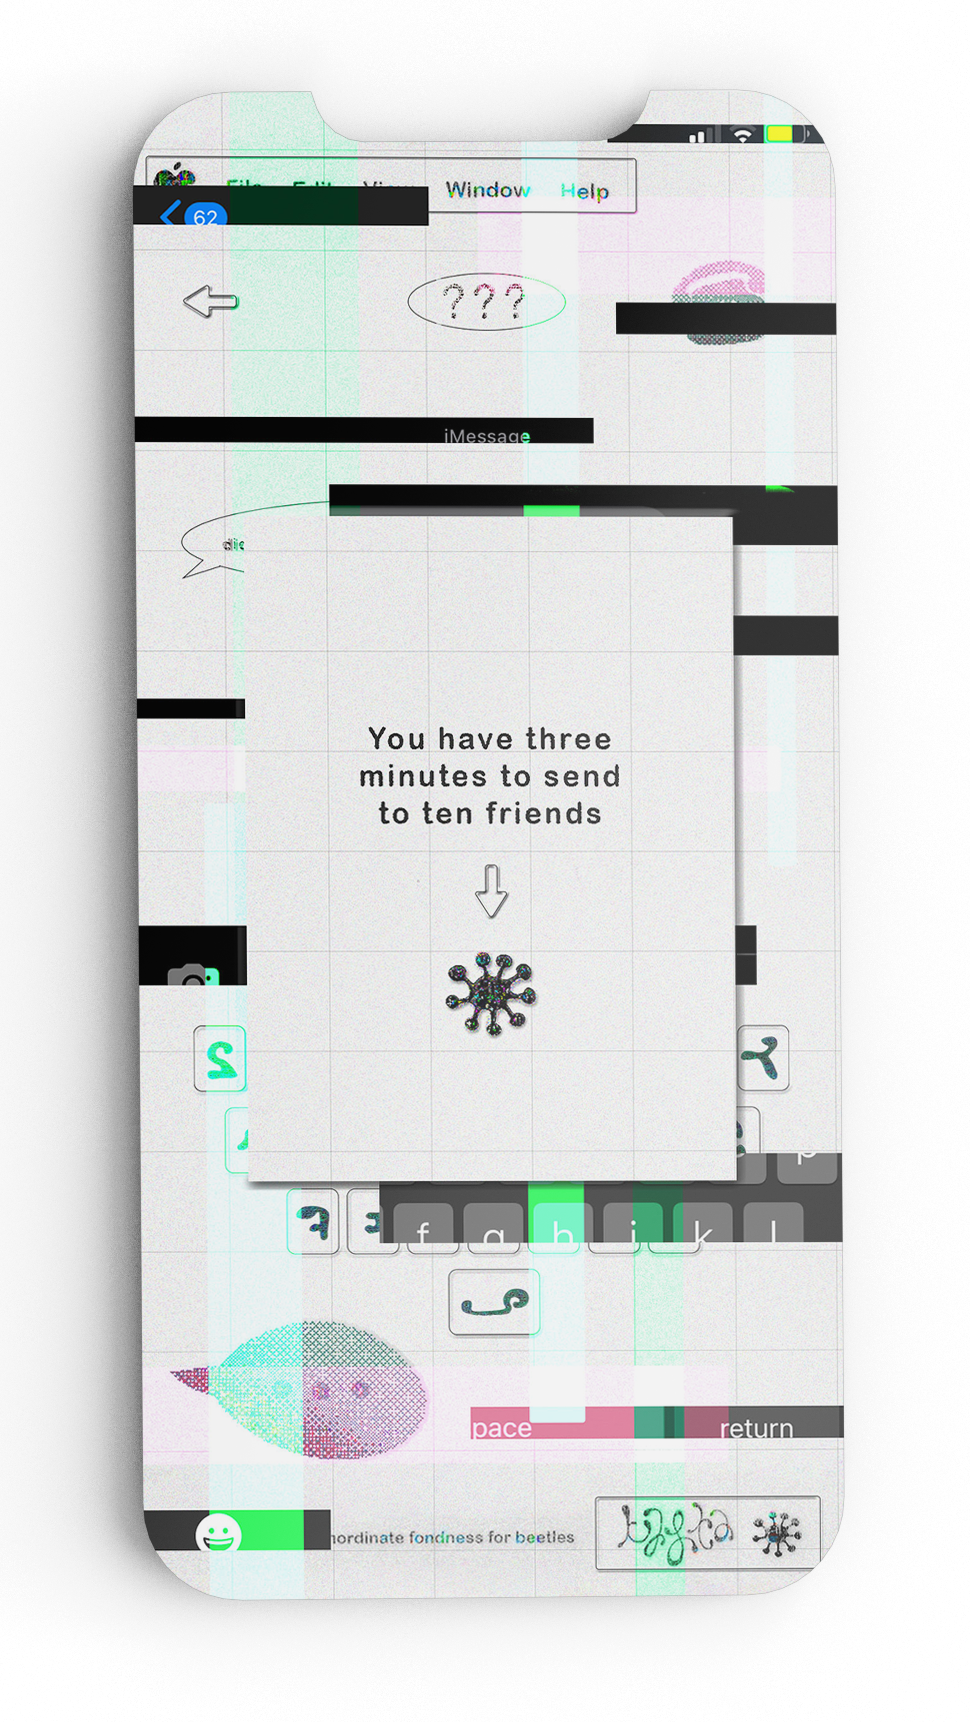 Window Help
62
? ? ?
iMessage
You have three
minutes to send
to ten friends
p
f g h j k l
pace
return
nordinate fondness for beetles